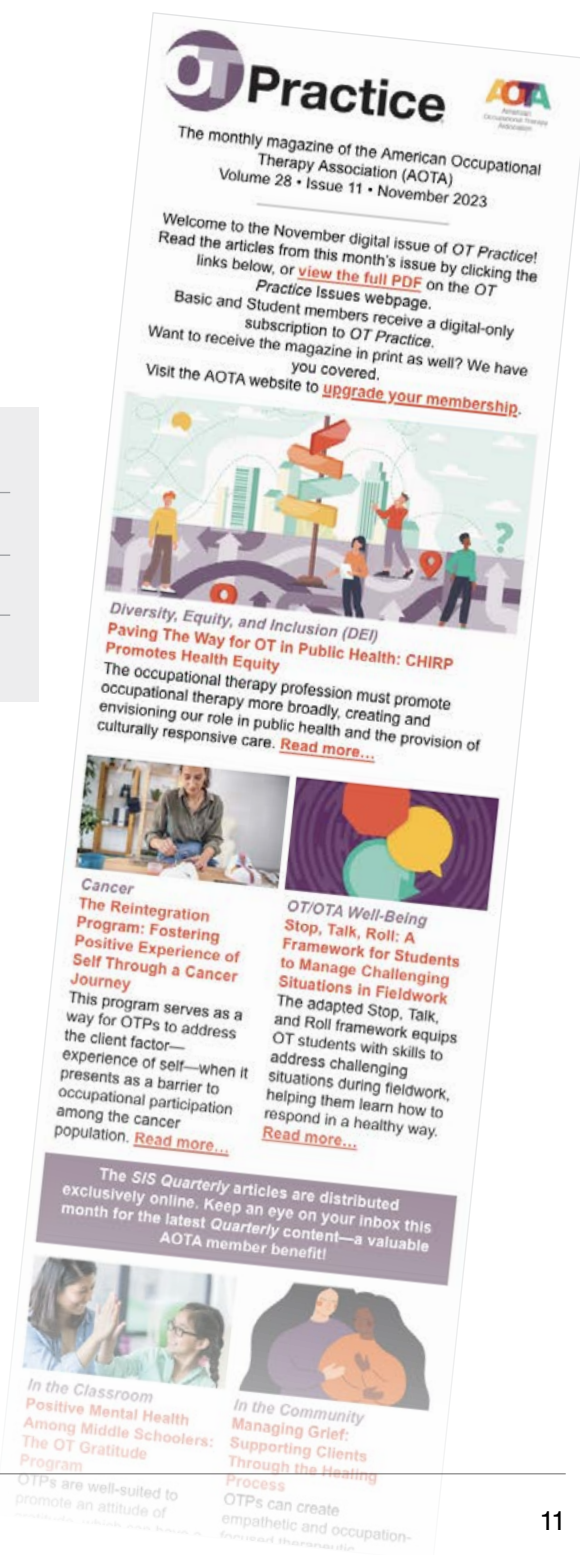 OT Practice
AOTA
American
Occupational Therapy
Association
The monthly magazine of the American Occupational
Therapy Association (AOTA)
Volume 28 • Issue 11 • November 2023
Welcome to the November digital issue of OT Practice!
Read the articles from this month's issue by clicking the
links below, or view the full PDF on the OT
Practice Issues webpage.
Basic and Student members receive a digital-only
subscription to OT Practice.
Want to receive the magazine in print as well? We have
you covered.
Visit the AOTA website to upgrade your membership.
Diversity, Equity, and Inclusion (DEI)
Paving The Way for OT in Public Health: CHIRP
Promotes Health Equity
The occupational therapy profession must promote
occupational therapy more broadly, creating and
envisioning our role in public health and the provision of
culturally responsive care. Read more...
Cancer
The Reintegration
Program: Fostering
Positive Experience of
Self Through a Cancer
Journey
This program serves as a
way for OTPs to address
the client factor—
experience of self—when it
presents as a barrier to
occupational participation
among the cancer
population. Read more...
OT/OTA Well-Being
Stop, Talk, Roll: A
Framework for Students
to Manage Challenging
Situations in Fieldwork
The adapted Stop, Talk,
and Roll framework equips
OT students with skills to
address challenging
situations during fieldwork,
helping them learn how to
respond in a healthy way.
Read more...
The SIS Quarterly articles are distributed
exclusively online. Keep an eye on your inbox this
month for the latest Quarterly content—a valuable
AOTA member benefit!
In the Classroom
Positive Mental Health
Among Middle Schoolers:
The OT Gratitude
Program
OTPs are well-suited to
promote an attitude of
In the Community
Managing Grief:
Supporting Clients
Through the Healing
Process
OTPs can create
empathetic and occupation-
focused therapeutic
11